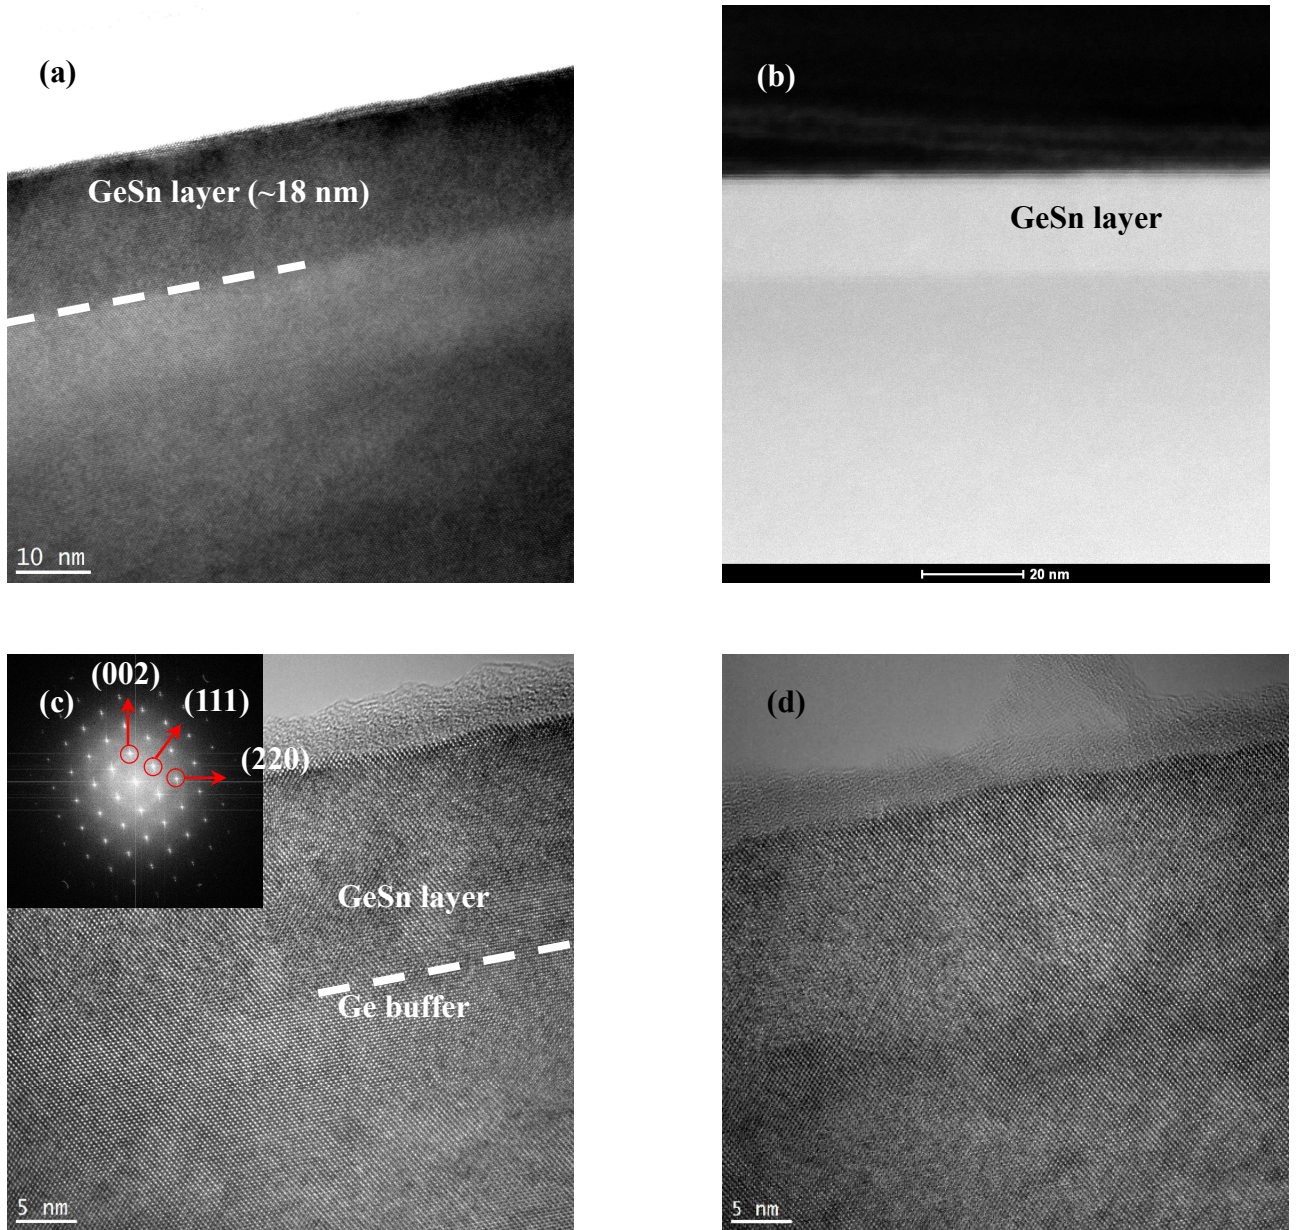 (a)
GeSn layer (~18 nm)
10 nm
(b)
GeSn layer
20 nm
(c)
(002)
(111)
(220)
GeSn layer
Ge buffer
5 nm
(d)
5 nm